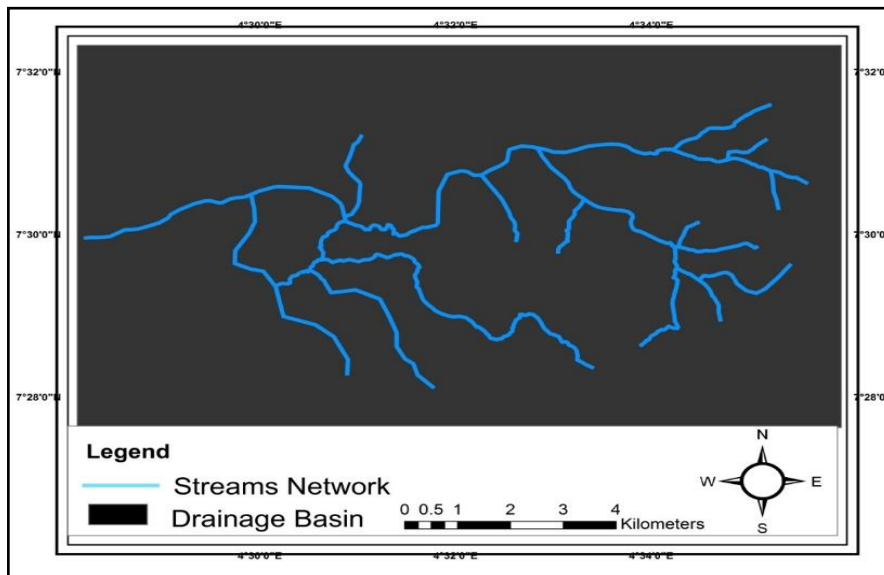 4°30'0"E 4°32'0"E 4°34'0"E
7°32'0"N 7°32'0"
7°30'0"N 7°30'0"
7°28'0"N 7°28'0"
Legend
Streams Network
Drainage Basin
0 0.5 1 2 3 4
Kilometers
N
W E
S
4°30'0"E 4°32'0"E 4°34'0"E